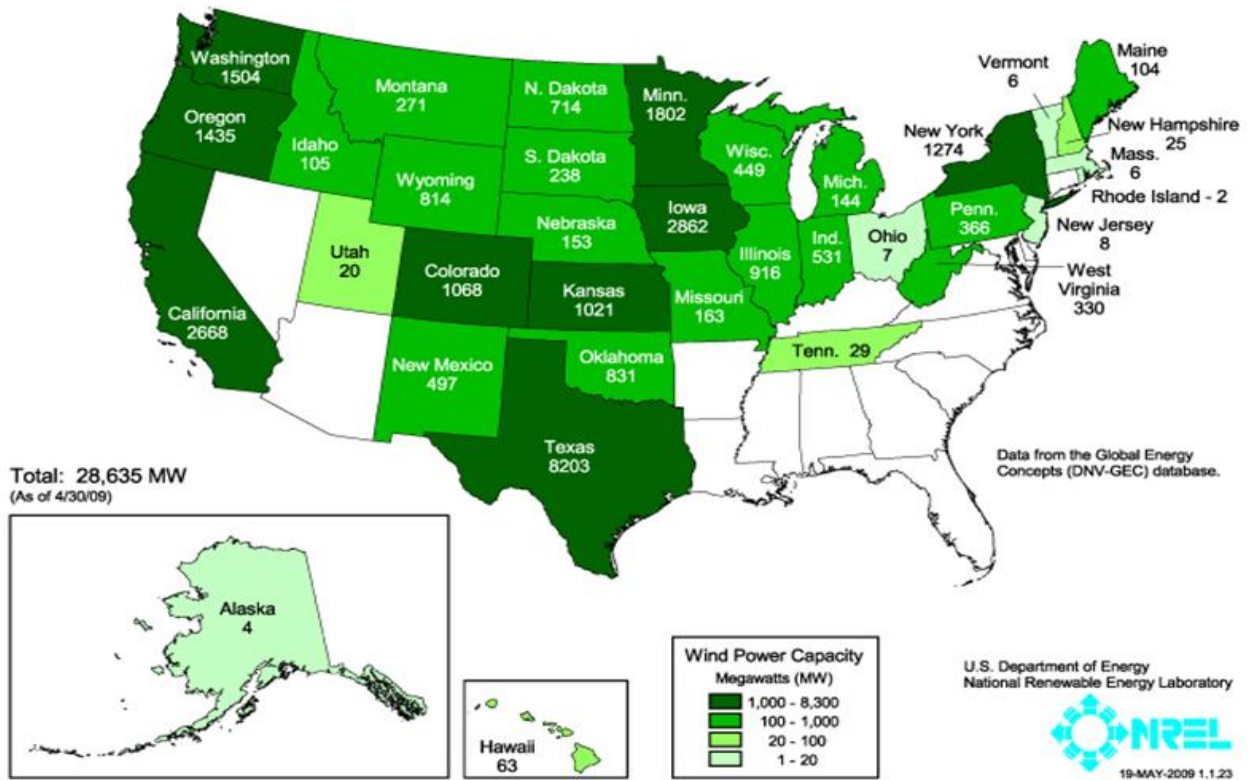 Washington
1504
Oregon
1435
California
2668
Idaho
105
Montana
271
Wyoming
814
Utah
20
Colorado
1068
New Mexico
497
N. Dakota
714
S. Dakota
238
Nebraska
153
Kansas
1021
Oklahoma
831
Texas
8203
Minn.
1802
Iowa
2862
Missouri
163
Wisc.
449
Illinois
916
Mich.
144
Ind.
531
Ohio
7
Tenn. 29
Penn.
366
New York
1274
Vermont
6
Maine
104
New Hampshire
25
Mass.
6
Rhode Island - 2
New Jersey
8
West
Virginia
330
Data from the Global Energy
Concepts (DNV-GEC) database.
Total: 28,635 MW
(As of 4/30/09)
Alaska
4
Hawaii
63
Wind Power Capacity
Megawatts (MW)
1,000 - 8,300
100 - 1,000
20 - 100
1 - 20
U.S. Department of Energy
National Renewable Energy Laboratory
NREL
19-MAY-2009 1.1.23